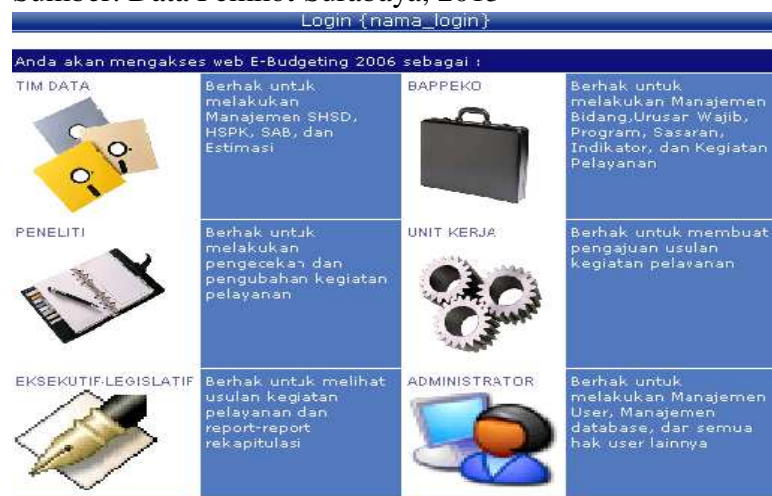 Sumber: Data Pemkot Surabaya, 2013
Login {nama_login}
Anda akan mengakses web E-Budgeting 2006 sebagai :
TIM DATA
Berhak untuk
melakukan
Manajemen SHSD,
HSPK, SAB, dan
Estimasi
BAPPEKO
Berhak untuk
melakukan Manajemen
Bidang,Urusan Wajib,
Program, Sasaran,
Indikator, dan Kegiatan
Pelayanan
PENELITI
Berhak untuk
melakukan
pengecekan dan
pengubahan kegiatan
pelayanan
UNIT KERJA
Berhak untuk membuat
pengajuan usulan
kegiatan pelayanan
EKSEKUTIF-LEGISLATIF
Berhak untuk melihat
usulan kegiatan
pelayanan dan
report-report
rekapitulasi
ADMINISTRATOR
Berhak untuk
melakukan Manajemen
User, Manajemen
database, dan semua
hak user lainnya